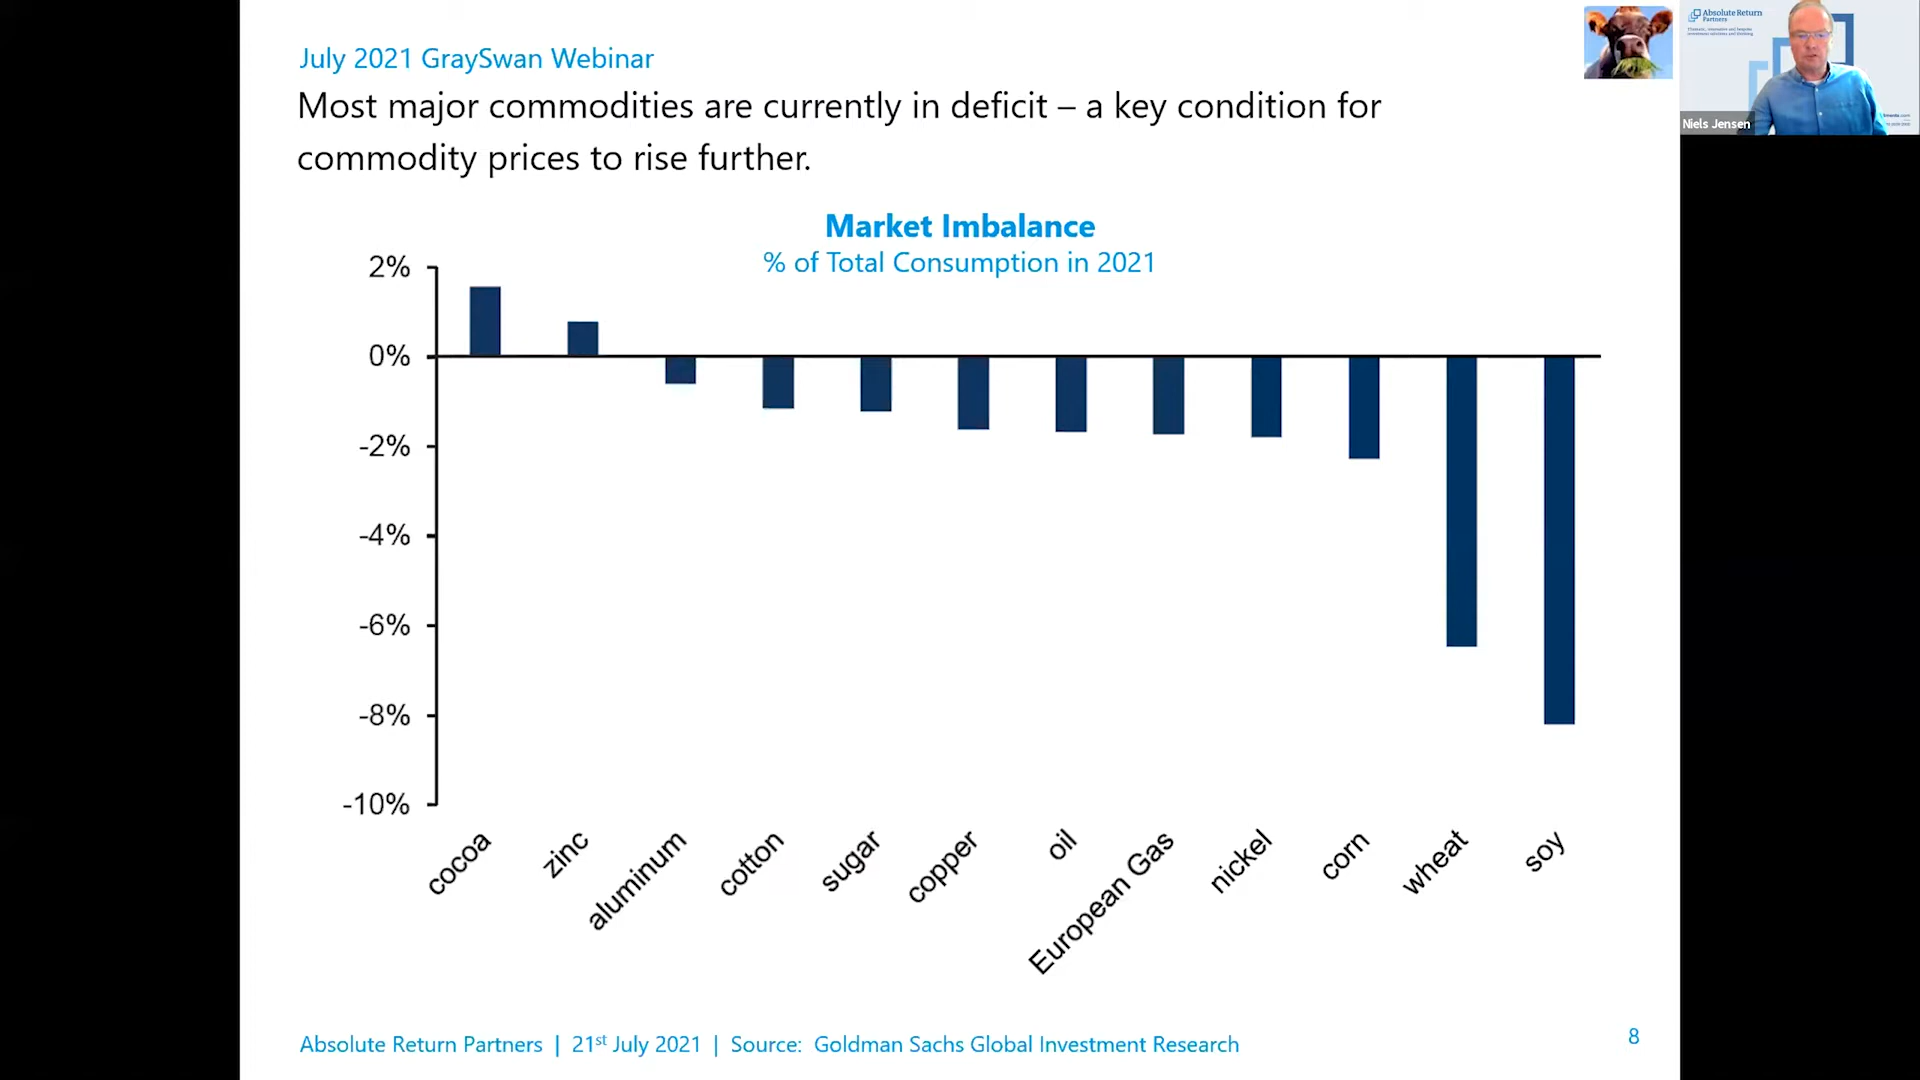 July 2021 GraySwan Webinar
Most major commodities are currently in deficit – a key condition for
commodity prices to rise further.
Absolute Return
Partners
Niels Jensen
Market Imbalance
% of Total Consumption in 2021
2%
0%
-2%
-4%
-6%
-8%
-10%
cocoa
zinc
aluminum
cotton
sugar
copper
oil
European Gas
nickel
corn
wheat
soy
Absolute Return Partners | 21st July 2021 | Source: Goldman Sachs Global Investment Research
8